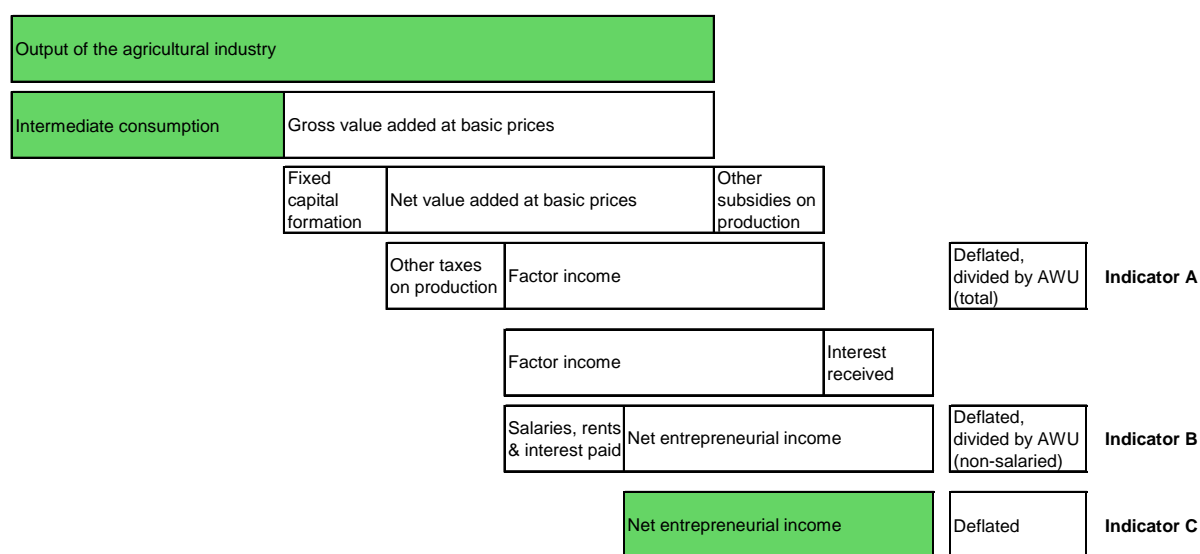 Output of the agricultural industry
Intermediate consumption
Gross value added at basic prices
Fixed
capital
formation
Net value added at basic prices
Other
subsidies on
production
Other taxes
on production
Factor income
Deflated,
divided by AWU
(total)
Indicator A
Factor income
Interest
received
Salaries, rents
& interest paid
Net entrepreneurial income
Deflated,
divided by AWU
(non-salaried)
Indicator B
Net entrepreneurial income
Deflated
Indicator C